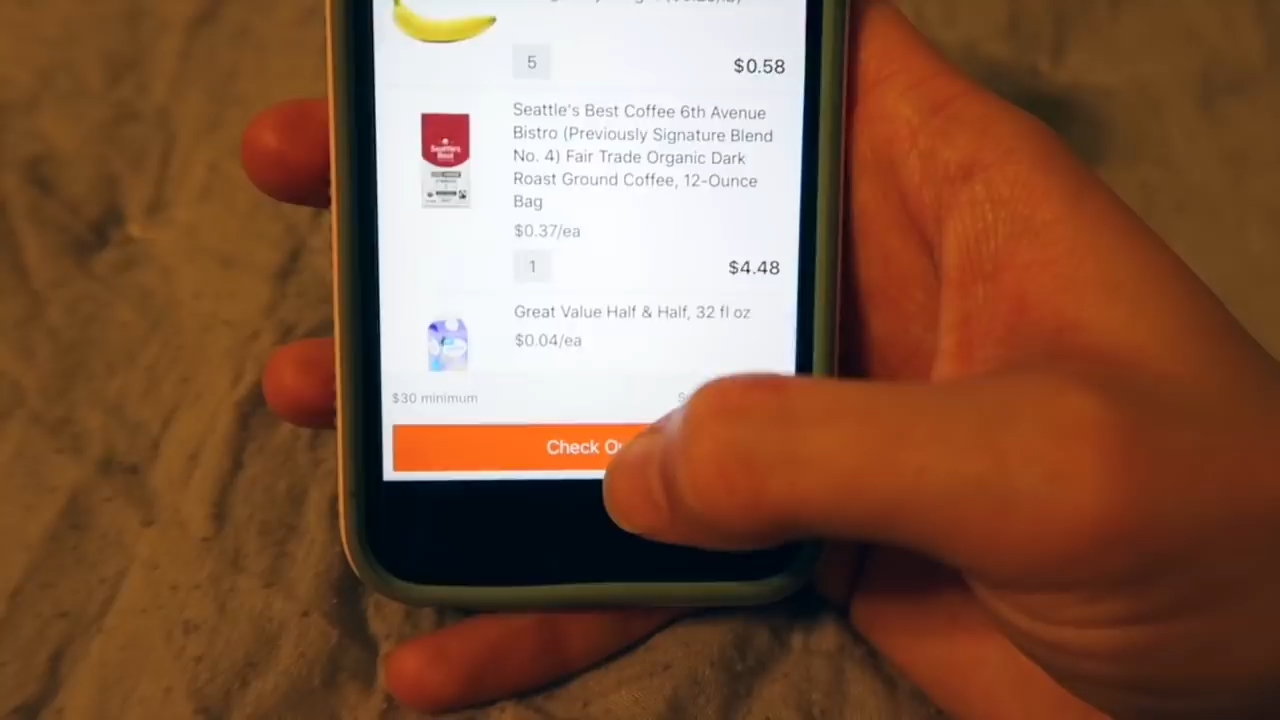 5
$0.58
Seattle's Best Coffee 6th Avenue
Bistro (Previously Signature Blend
No. 4) Fair Trade Organic Dark
Roast Ground Coffee, 12-Ounce
Bag
Seattle's
Best
$0.37/ea
1
$4.48
Great Value Half & Half, 32 fl oz
$0.04/ea
$30 minimum
Check